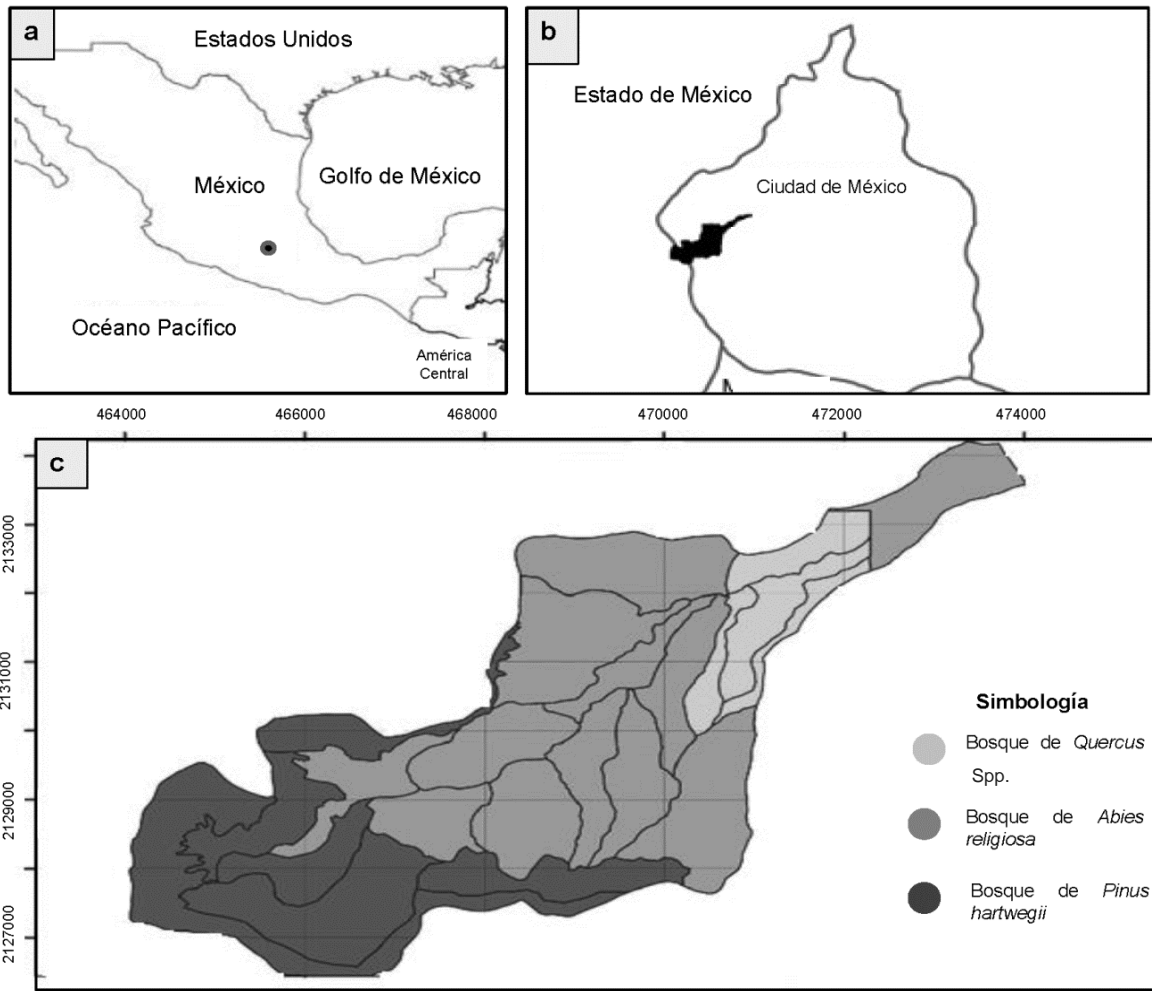 a
Estados Unidos
México
Golfo de México
Océano Pacífico
América
Central
b
Estado de México
Ciudad de México
N
464000 466000 468000 470000 472000 474000
c
2133000
2131000
2129000
2127000
Simbología
Bosque de Quercus
Spp.
Bosque de Abies
religiosa
Bosque de Pinus
hartwegii